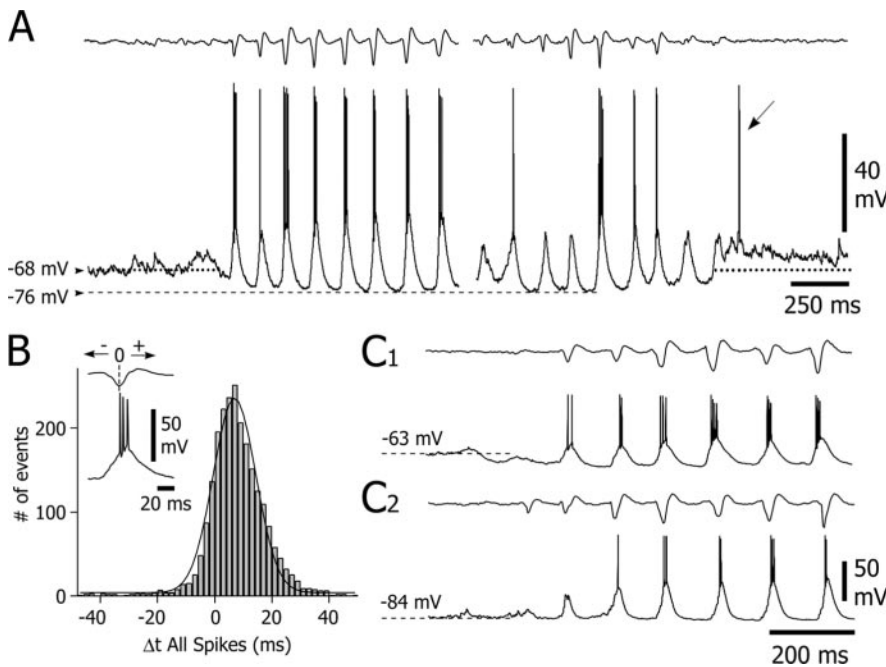 A
40
mV
-68 mV
-76 mV
250 ms
B
- 0 +
50
mV
20 ms
# of events
200
100
0
-40 -20 0 20 40
Δt All Spikes (ms)
C1
-63 mV
C2
-84 mV
50
mV
200 ms